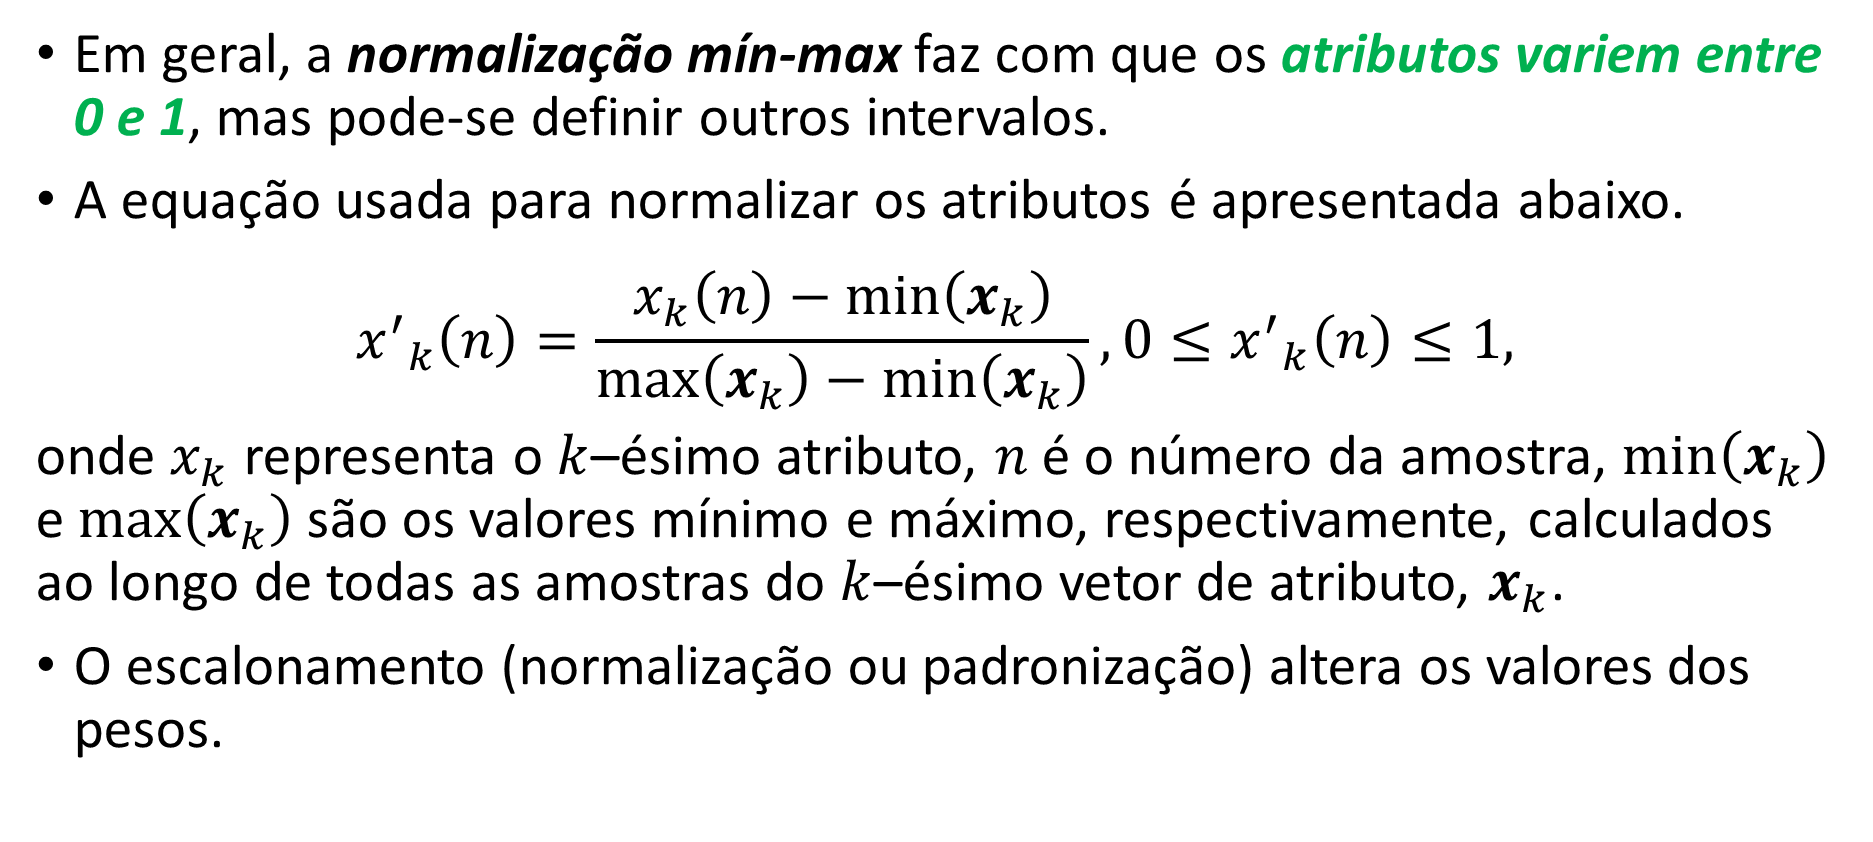 • Em geral, a normalização mín-max faz com que os atributos variem entre
0 e 1, mas pode-se definir outros intervalos.
• A equação usada para normalizar os atributos é apresentada abaixo.
x′ₖ(n) = (xₖ(n) − min(𝒙ₖ)) / (max(𝒙ₖ) − min(𝒙ₖ)), 0 ≤ x′ₖ(n) ≤ 1,
onde xₖ representa o k–ésimo atributo, n é o número da amostra, min(𝒙ₖ)
e max(𝒙ₖ) são os valores mínimo e máximo, respectivamente, calculados
ao longo de todas as amostras do k–ésimo vetor de atributo, 𝒙ₖ.
• O escalonamento (normalização ou padronização) altera os valores dos
pesos.